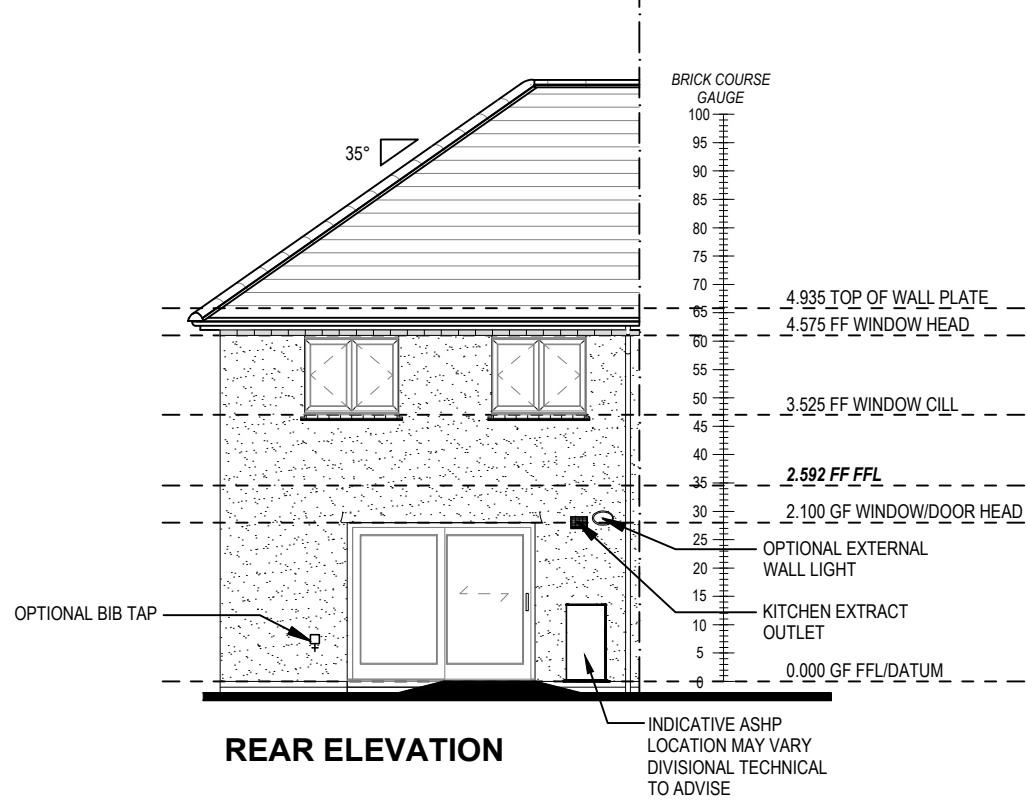 BRICK COURSE
GAUGE
100
95
90
35°
85
80
75
70
4.935 TOP OF WALL PLATE
65
4.575 FF WINDOW HEAD
60
55
50
3.525 FF WINDOW CILL
45
40
2.592 FF FFL
35
30
2.100 GF WINDOW/DOOR HEAD
25
OPTIONAL EXTERNAL
WALL LIGHT
20
15
KITCHEN EXTRACT
OUTLET
OPTIONAL BIB TAP
10
5
0.000 GF FFL/DATUM
0
INDICATIVE ASHP
LOCATION MAY VARY
DIVISIONAL TECHNICAL
TO ADVISE
REAR ELEVATION